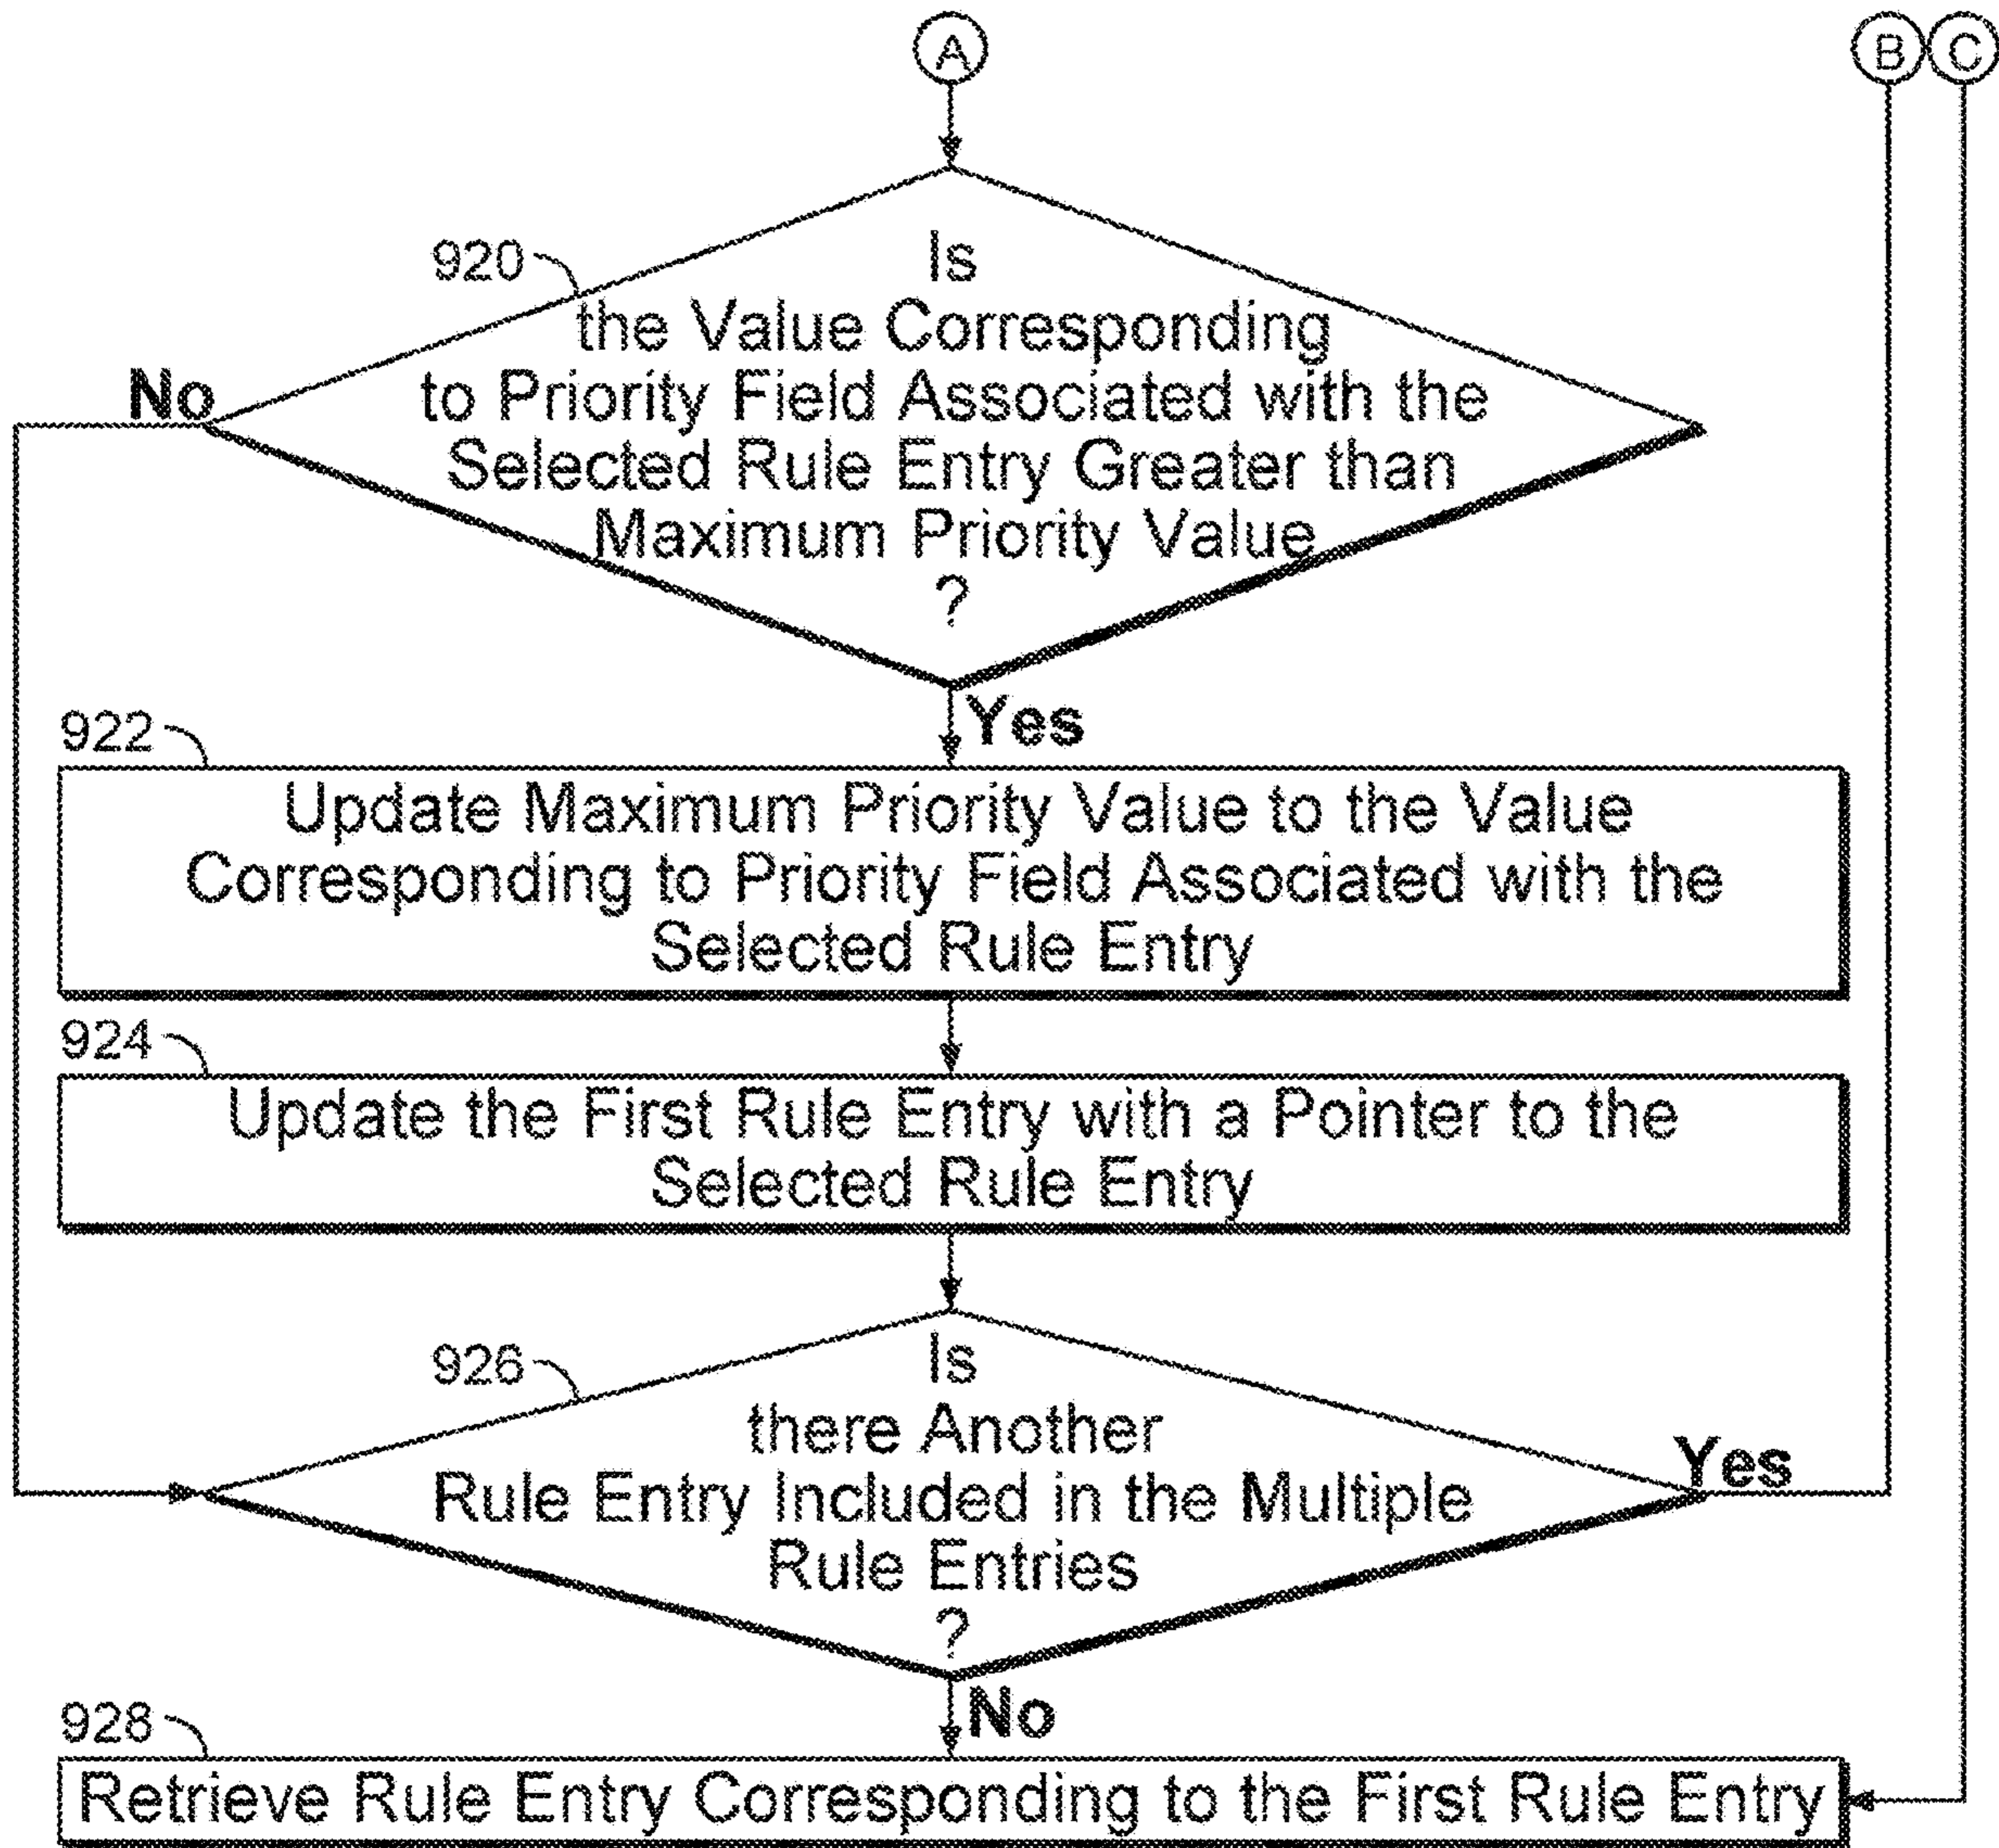 A
B
C
920
Is
the Value Corresponding
to Priority Field Associated with the
Selected Rule Entry Greater than
Maximum Priority Value
?
No
Yes
922
Update Maximum Priority Value to the Value
Corresponding to Priority Field Associated with the
Selected Rule Entry
924
Update the First Rule Entry with a Pointer to the
Selected Rule Entry
926
Is
there Another
Rule Entry Included in the Multiple
Rule Entries
?
Yes
No
928
Retrieve Rule Entry Corresponding to the First Rule Entry